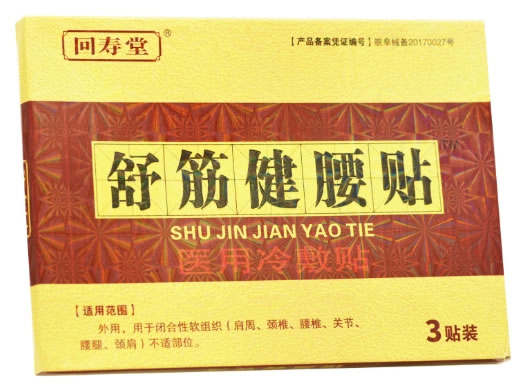 回寿堂®
【产品备案凭证编号】皖阜械备20170027号
舒筋健腰贴
SHU JIN JIAN YAO TIE
医用冷敷贴
【适用范围】
外用，用于闭合性软组织（肩周、颈椎、腰椎、关节、
腰腿、颈肩）不适部位。
3贴装